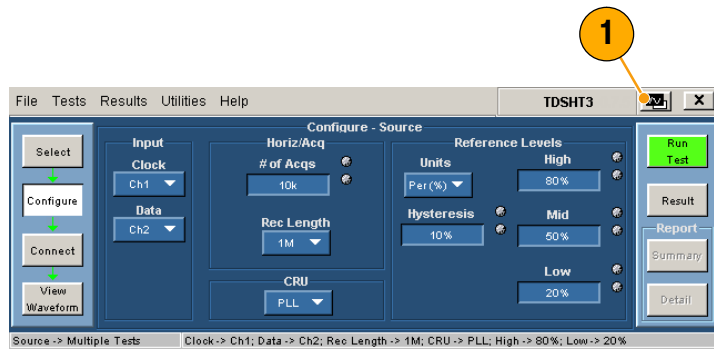 1
File Tests Results Utilities Help TDSHT3 X
Configure - Source
Select
Configure
Connect
View
Waveform
Input
Clock
Ch1
Data
Ch2
Horiz/Acq
# of Acqs
10k
Rec Length
1M
CRU
PLL
Reference Levels
Units
Per(%)
Hysteresis
10%
High
80%
Mid
50%
Low
20%
Run
Test
Result
Report
Summary
Detail
Source -> Multiple Tests Clock -> Ch1; Data -> Ch2; Rec Length -> 1M; CRU -> PLL; High -> 80%; Low -> 20%